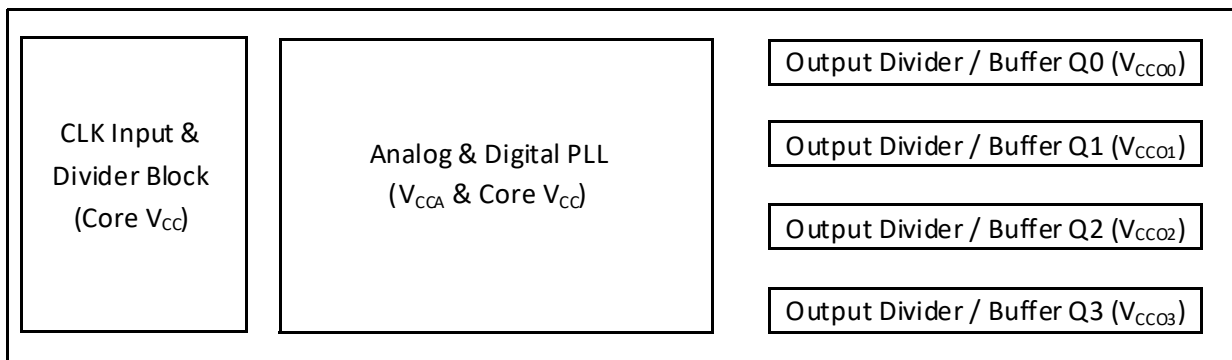 CLK Input &
Divider Block
(Core VCC)
Analog & Digital PLL
(VCCA & Core VCC)
Output Divider / Buffer Q0 (VCCO0)
Output Divider / Buffer Q1 (VCCO1)
Output Divider / Buffer Q2 (VCCO2)
Output Divider / Buffer Q3 (VCCO3)